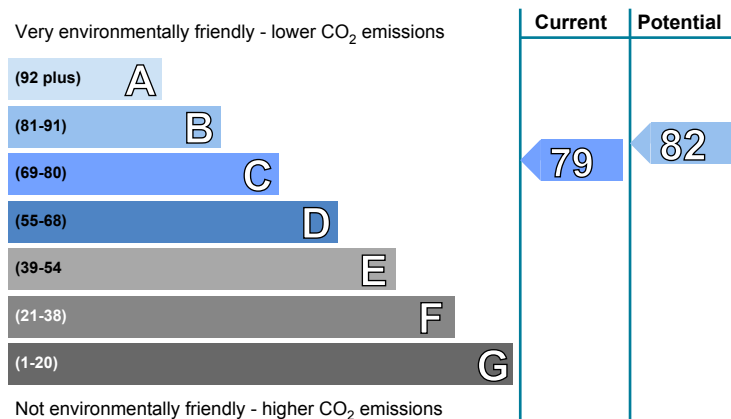 Current Potential
Very environmentally friendly - lower CO₂ emissions
(92 plus) A
(81-91) B
(69-80) C
79
82
(55-68) D
(39-54 E
(21-38) F
(1-20) G
Not environmentally friendly - higher CO₂ emissions